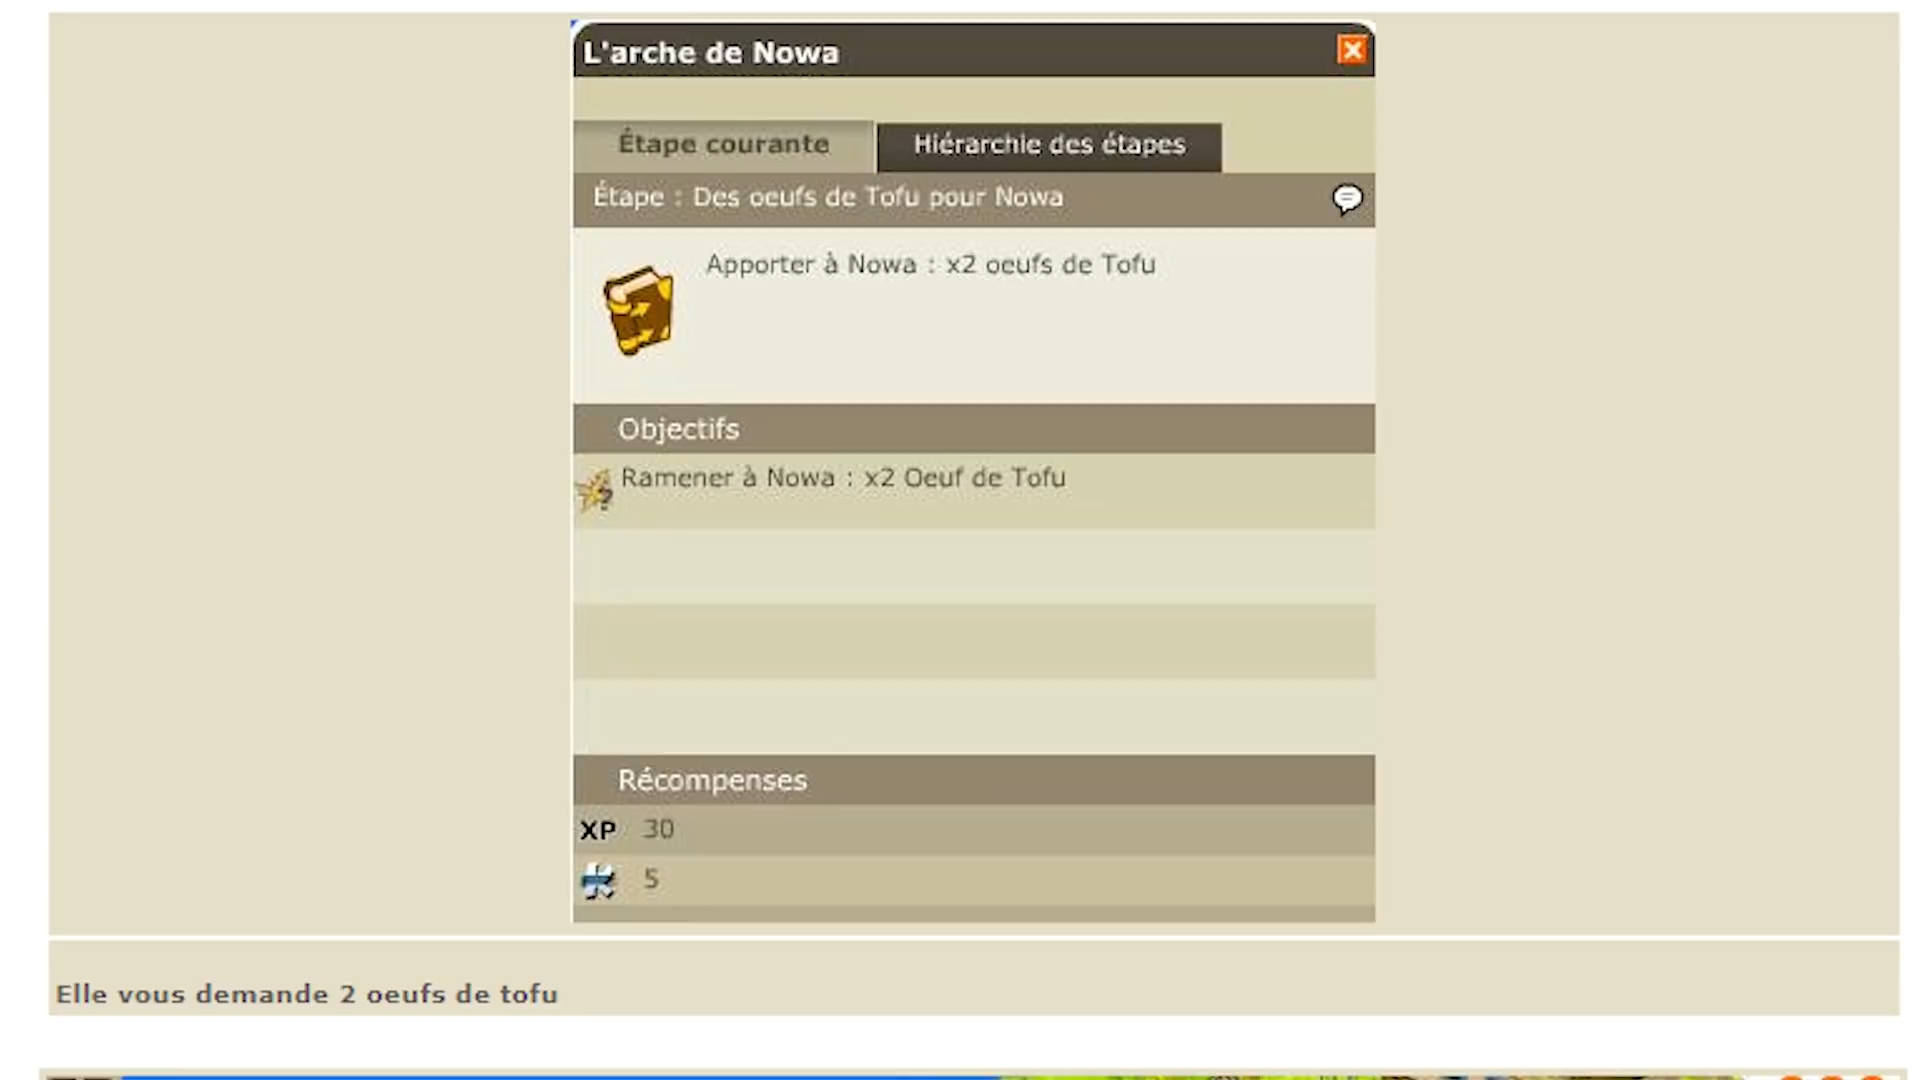 L'arche de Nowa
Étape courante
Hiérarchie des étapes
Étape : Des oeufs de Tofu pour Nowa
Apporter à Nowa : x2 oeufs de Tofu
Objectifs
Ramener à Nowa : x2 Oeuf de Tofu
Récompenses
XP 30
5
Elle vous demande 2 oeufs de tofu